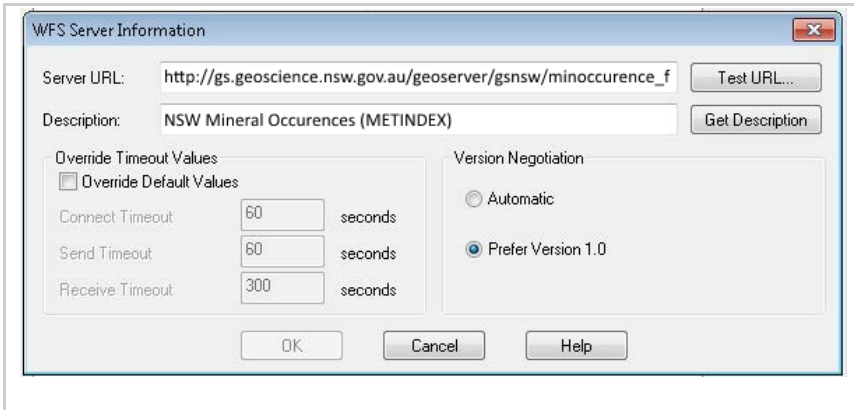 WFS Server Information
Server URL: http://gs.geoscience.nsw.gov.au/geoserver/gsnsw/minoccurence_f Test URL...
Description: NSW Mineral Occurences (METINDEX) Get Description
Override Timeout Values Version Negotiation
Override Default Values
Automatic
Connect Timeout 60 seconds
Send Timeout 60 seconds
Prefer Version 1.0
Receive Timeout 300 seconds
OK Cancel Help